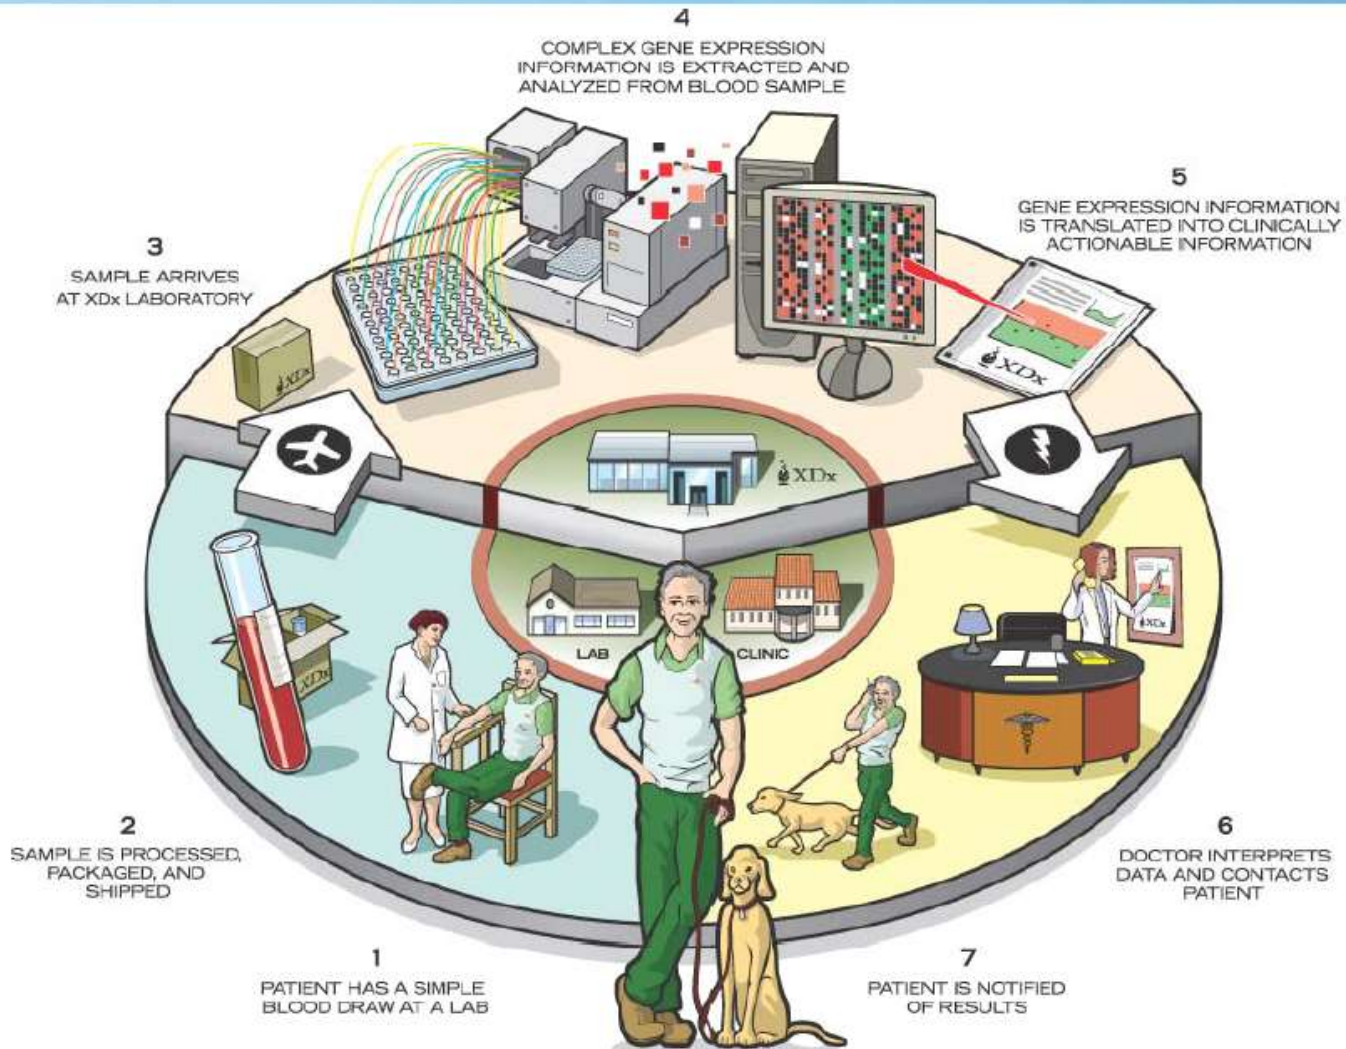 4
COMPLEX GENE EXPRESSION
INFORMATION IS EXTRACTED AND
ANALYZED FROM BLOOD SAMPLE
5
GENE EXPRESSION INFORMATION
IS TRANSLATED INTO CLINICALLY
ACTIONABLE INFORMATION
3
SAMPLE ARRIVES
AT XDx LABORATORY
XDx
XDx
XDx
LAB
CLINIC
XDx
XDx
2
SAMPLE IS PROCESSED,
PACKAGED, AND
SHIPPED
6
DOCTOR INTERPRETS
DATA AND CONTACTS
PATIENT
1
PATIENT HAS A SIMPLE
BLOOD DRAW AT A LAB
7
PATIENT IS NOTIFIED
OF RESULTS